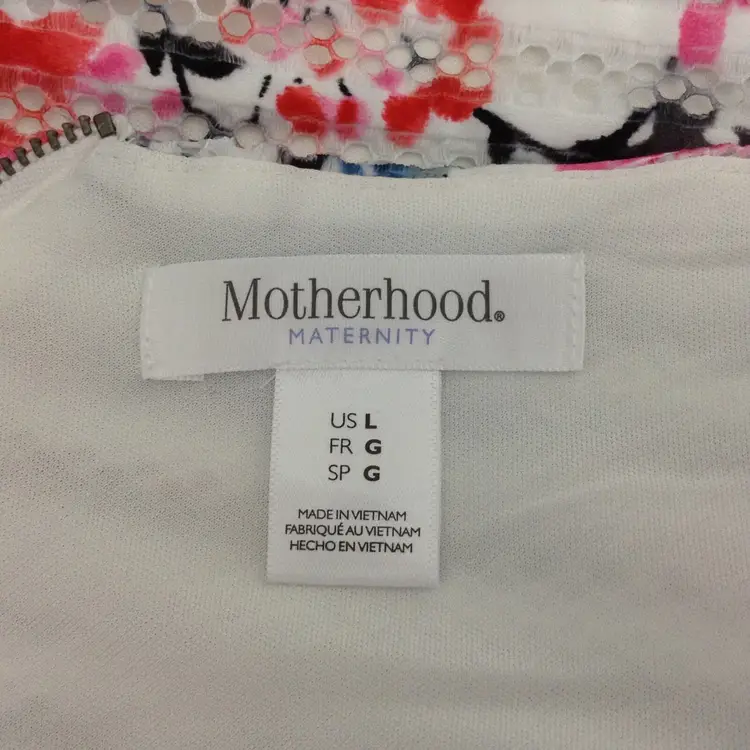 Motherhood®
MATERNITY
US L
FR G
SP G
MADE IN VIETNAM
FABRIQUÉ AU VIETNAM
HECHO EN VIETNAM